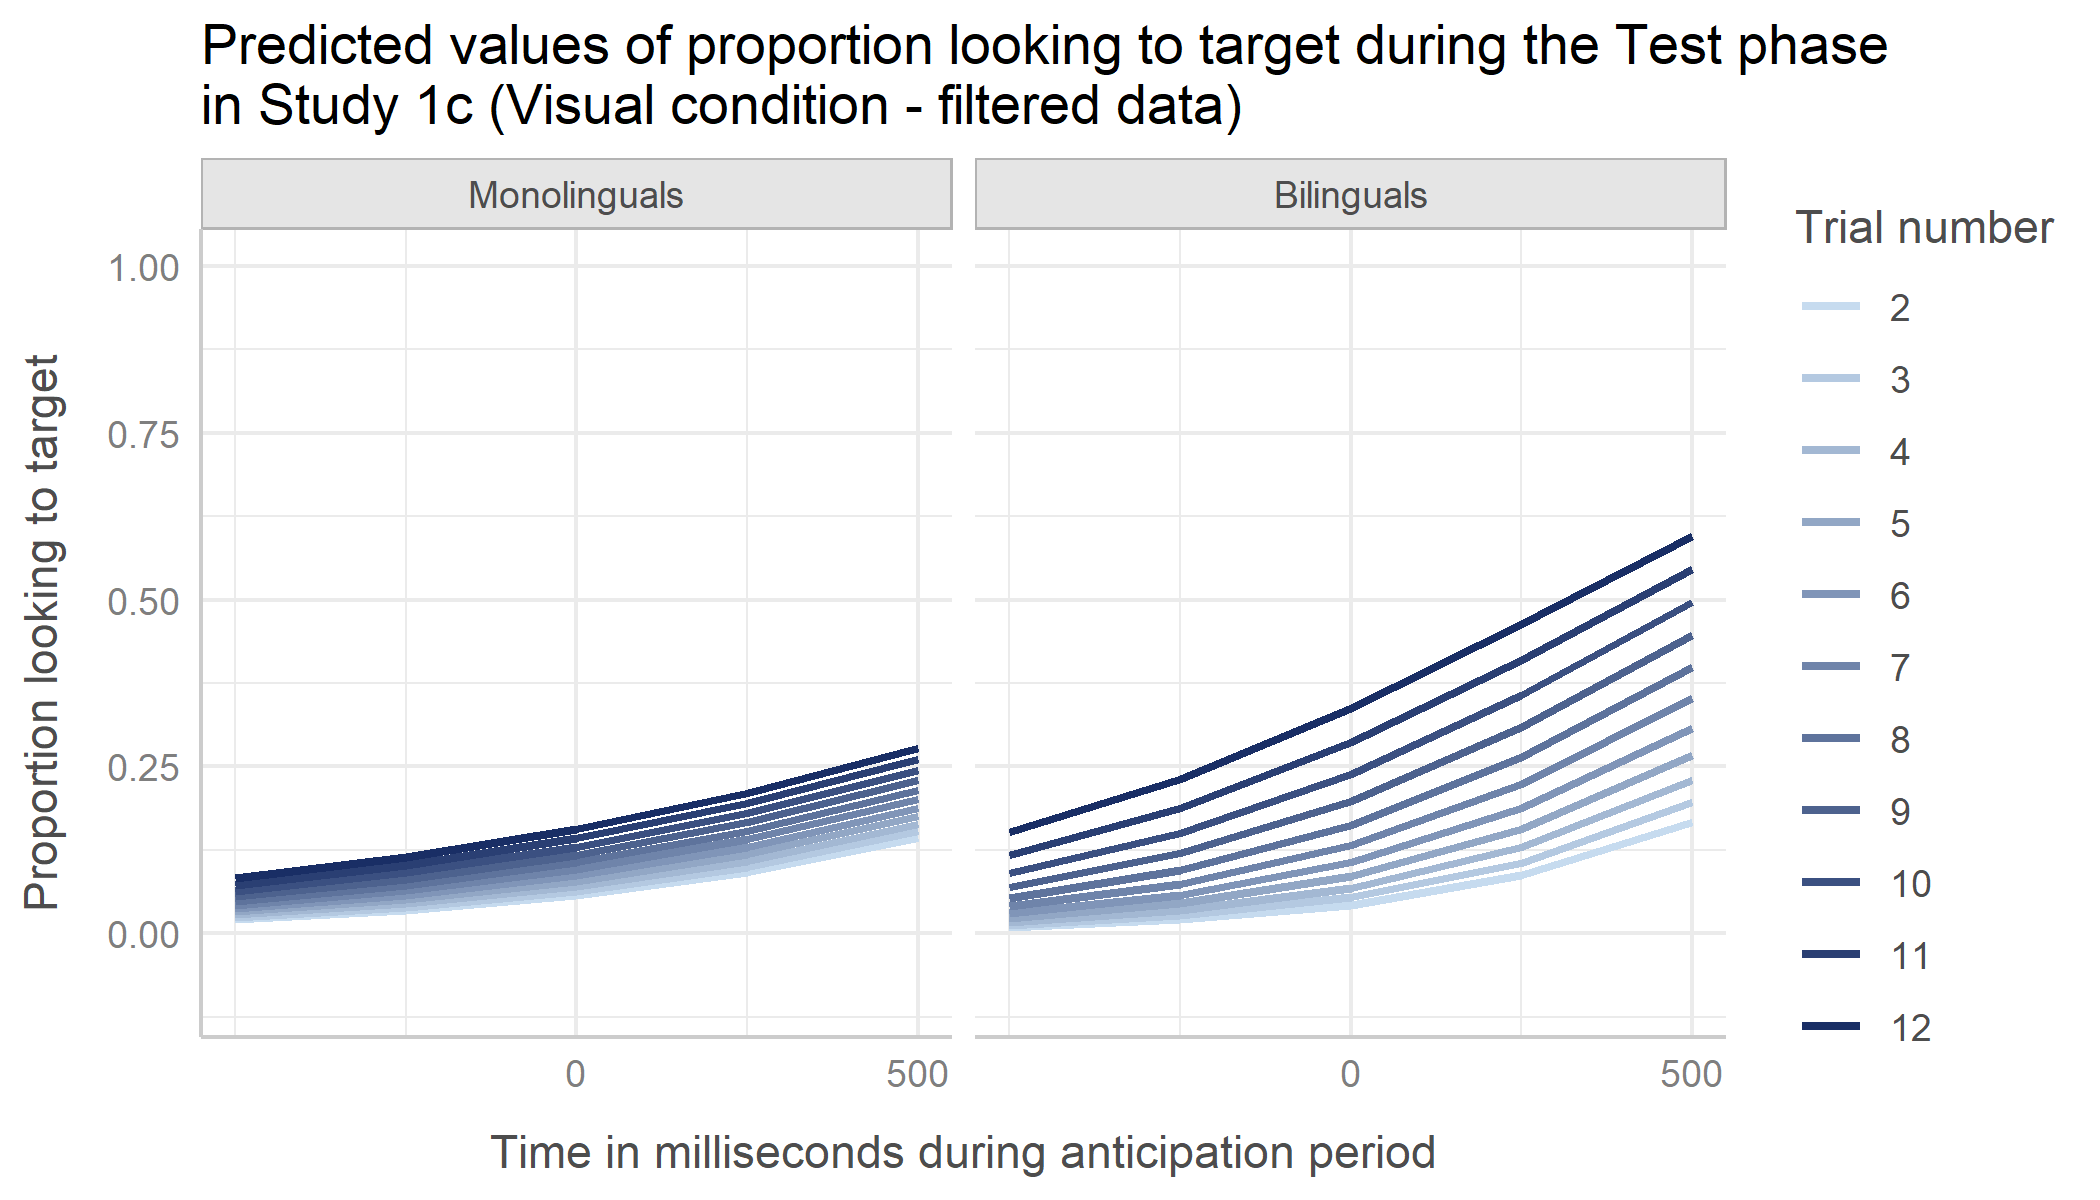 Predicted values of proportion looking to target during the Test phase
in Study 1c (Visual condition - filtered data)
Monolinguals
Bilinguals
Proportion looking to target
1.00
0.75
0.50
0.25
0.00
0
500
0
500
Time in milliseconds during anticipation period
Trial number
2
3
4
5
6
7
8
9
10
11
12